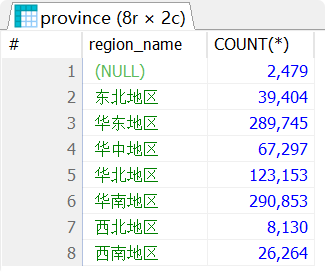 province (8r × 2c)
# region_name COUNT(*)
1 (NULL) 2,479
2 东北地区 39,404
3 华东地区 289,745
4 华中地区 67,297
5 华北地区 123,153
6 华南地区 290,853
7 西北地区 8,130
8 西南地区 26,264